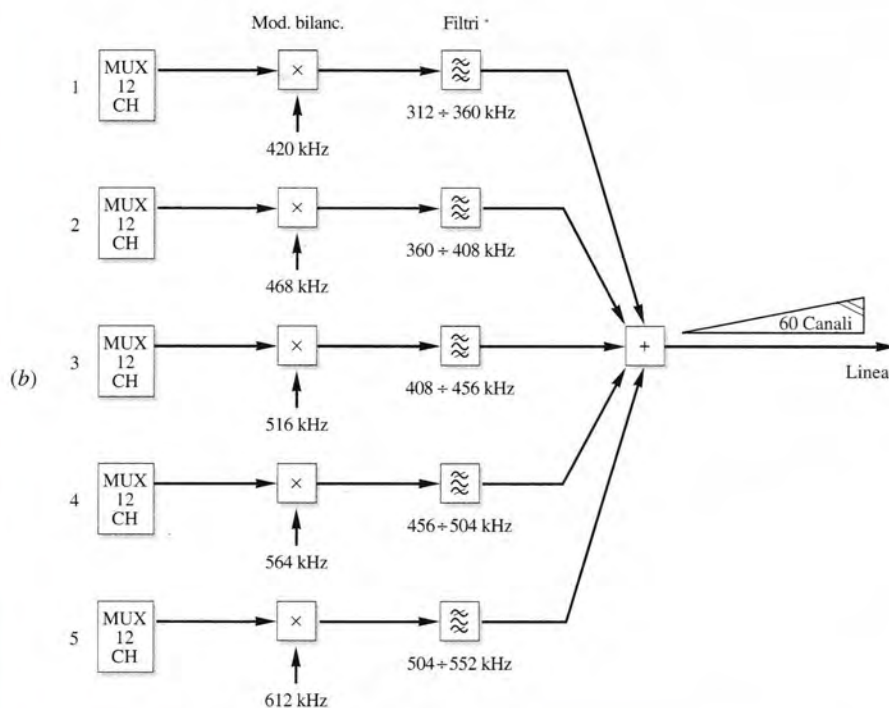 Mod. bilanc. Filtri
1 MUX 12 CH × 420 kHz 312 ÷ 360 kHz
2 MUX 12 CH × 468 kHz 360 ÷ 408 kHz
3 MUX 12 CH × 516 kHz 408 ÷ 456 kHz
+
60 Canali
Linea
(b)
4 MUX 12 CH × 564 kHz 456 ÷ 504 kHz
5 MUX 12 CH × 612 kHz 504 ÷ 552 kHz